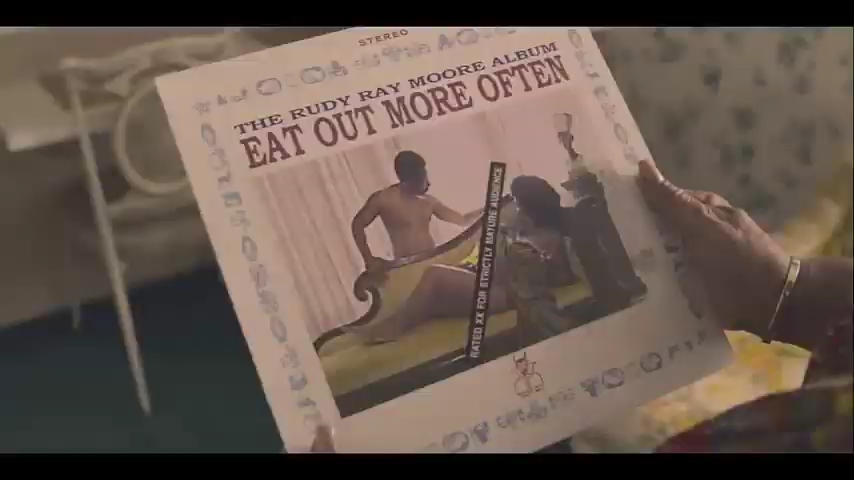 STEREO
THE RUDY RAY MOORE ALBUM
EAT OUT MORE OFTEN
RATED XX FOR STRICTLY MATURE AUDIENCE